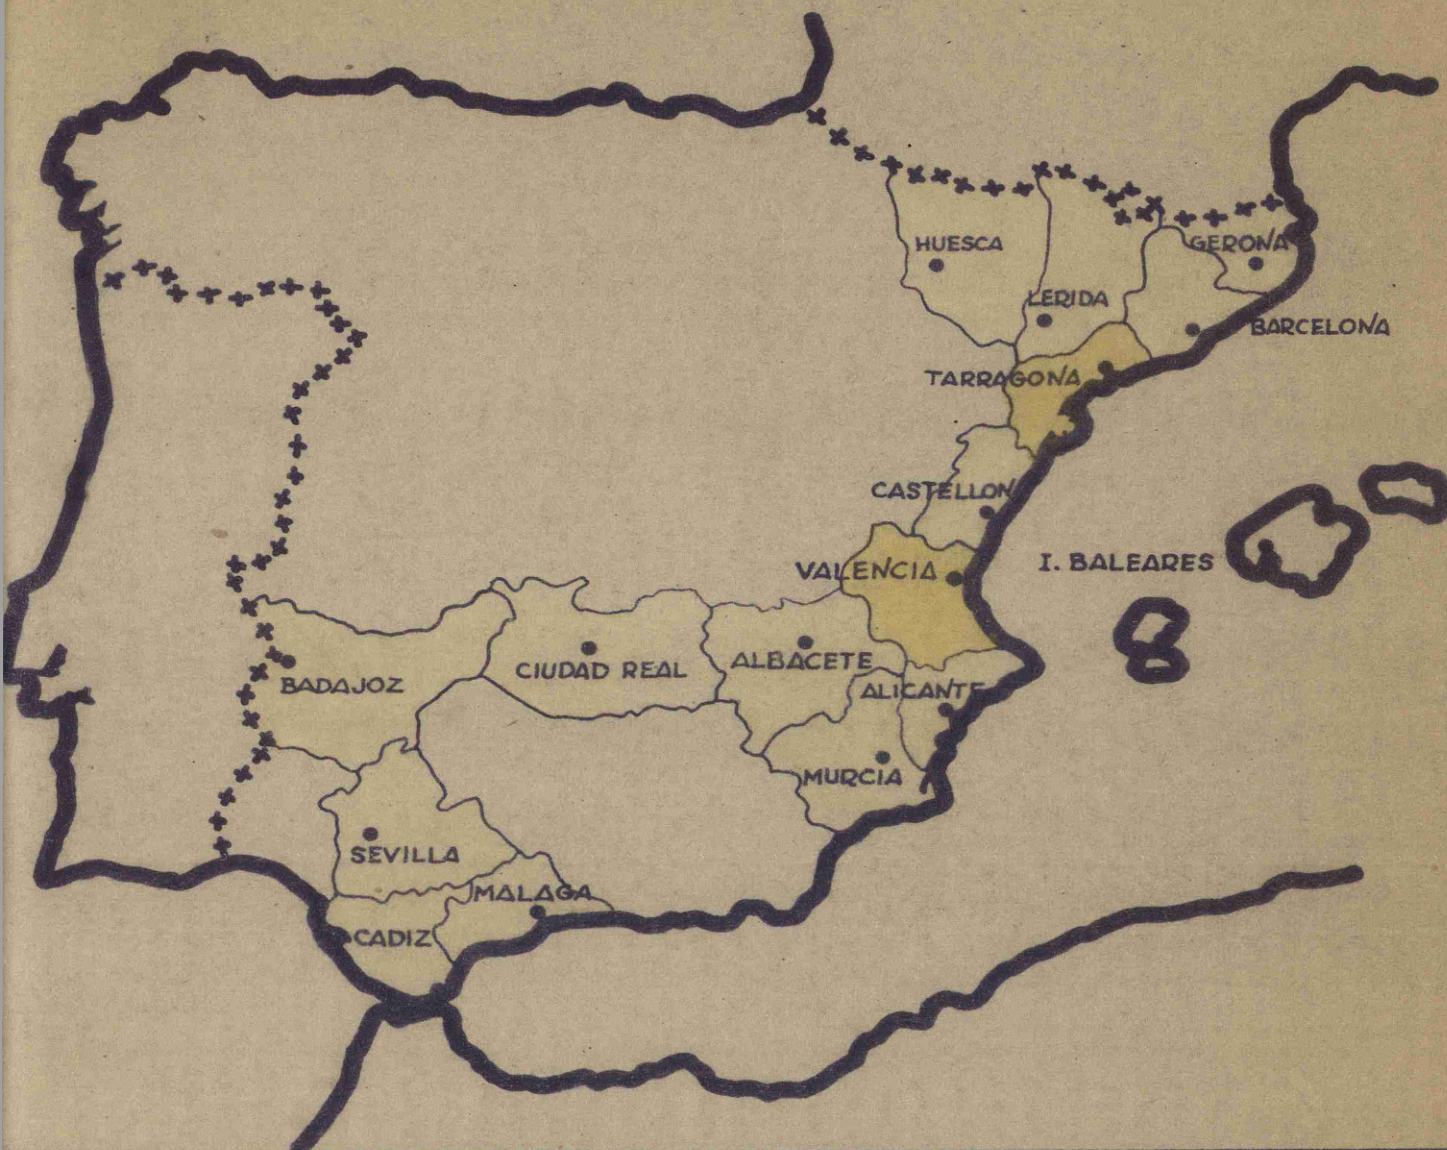 HUESCA
GERONA
LERIDA
BARCELONA
TARRAGONA
CASTELLON
I. BALEARES
VALENCIA
ALBACETE
CIUDAD REAL
BADAJOZ
ALICANTE
MURCIA
SEVILLA
MALAGA
CADIZ